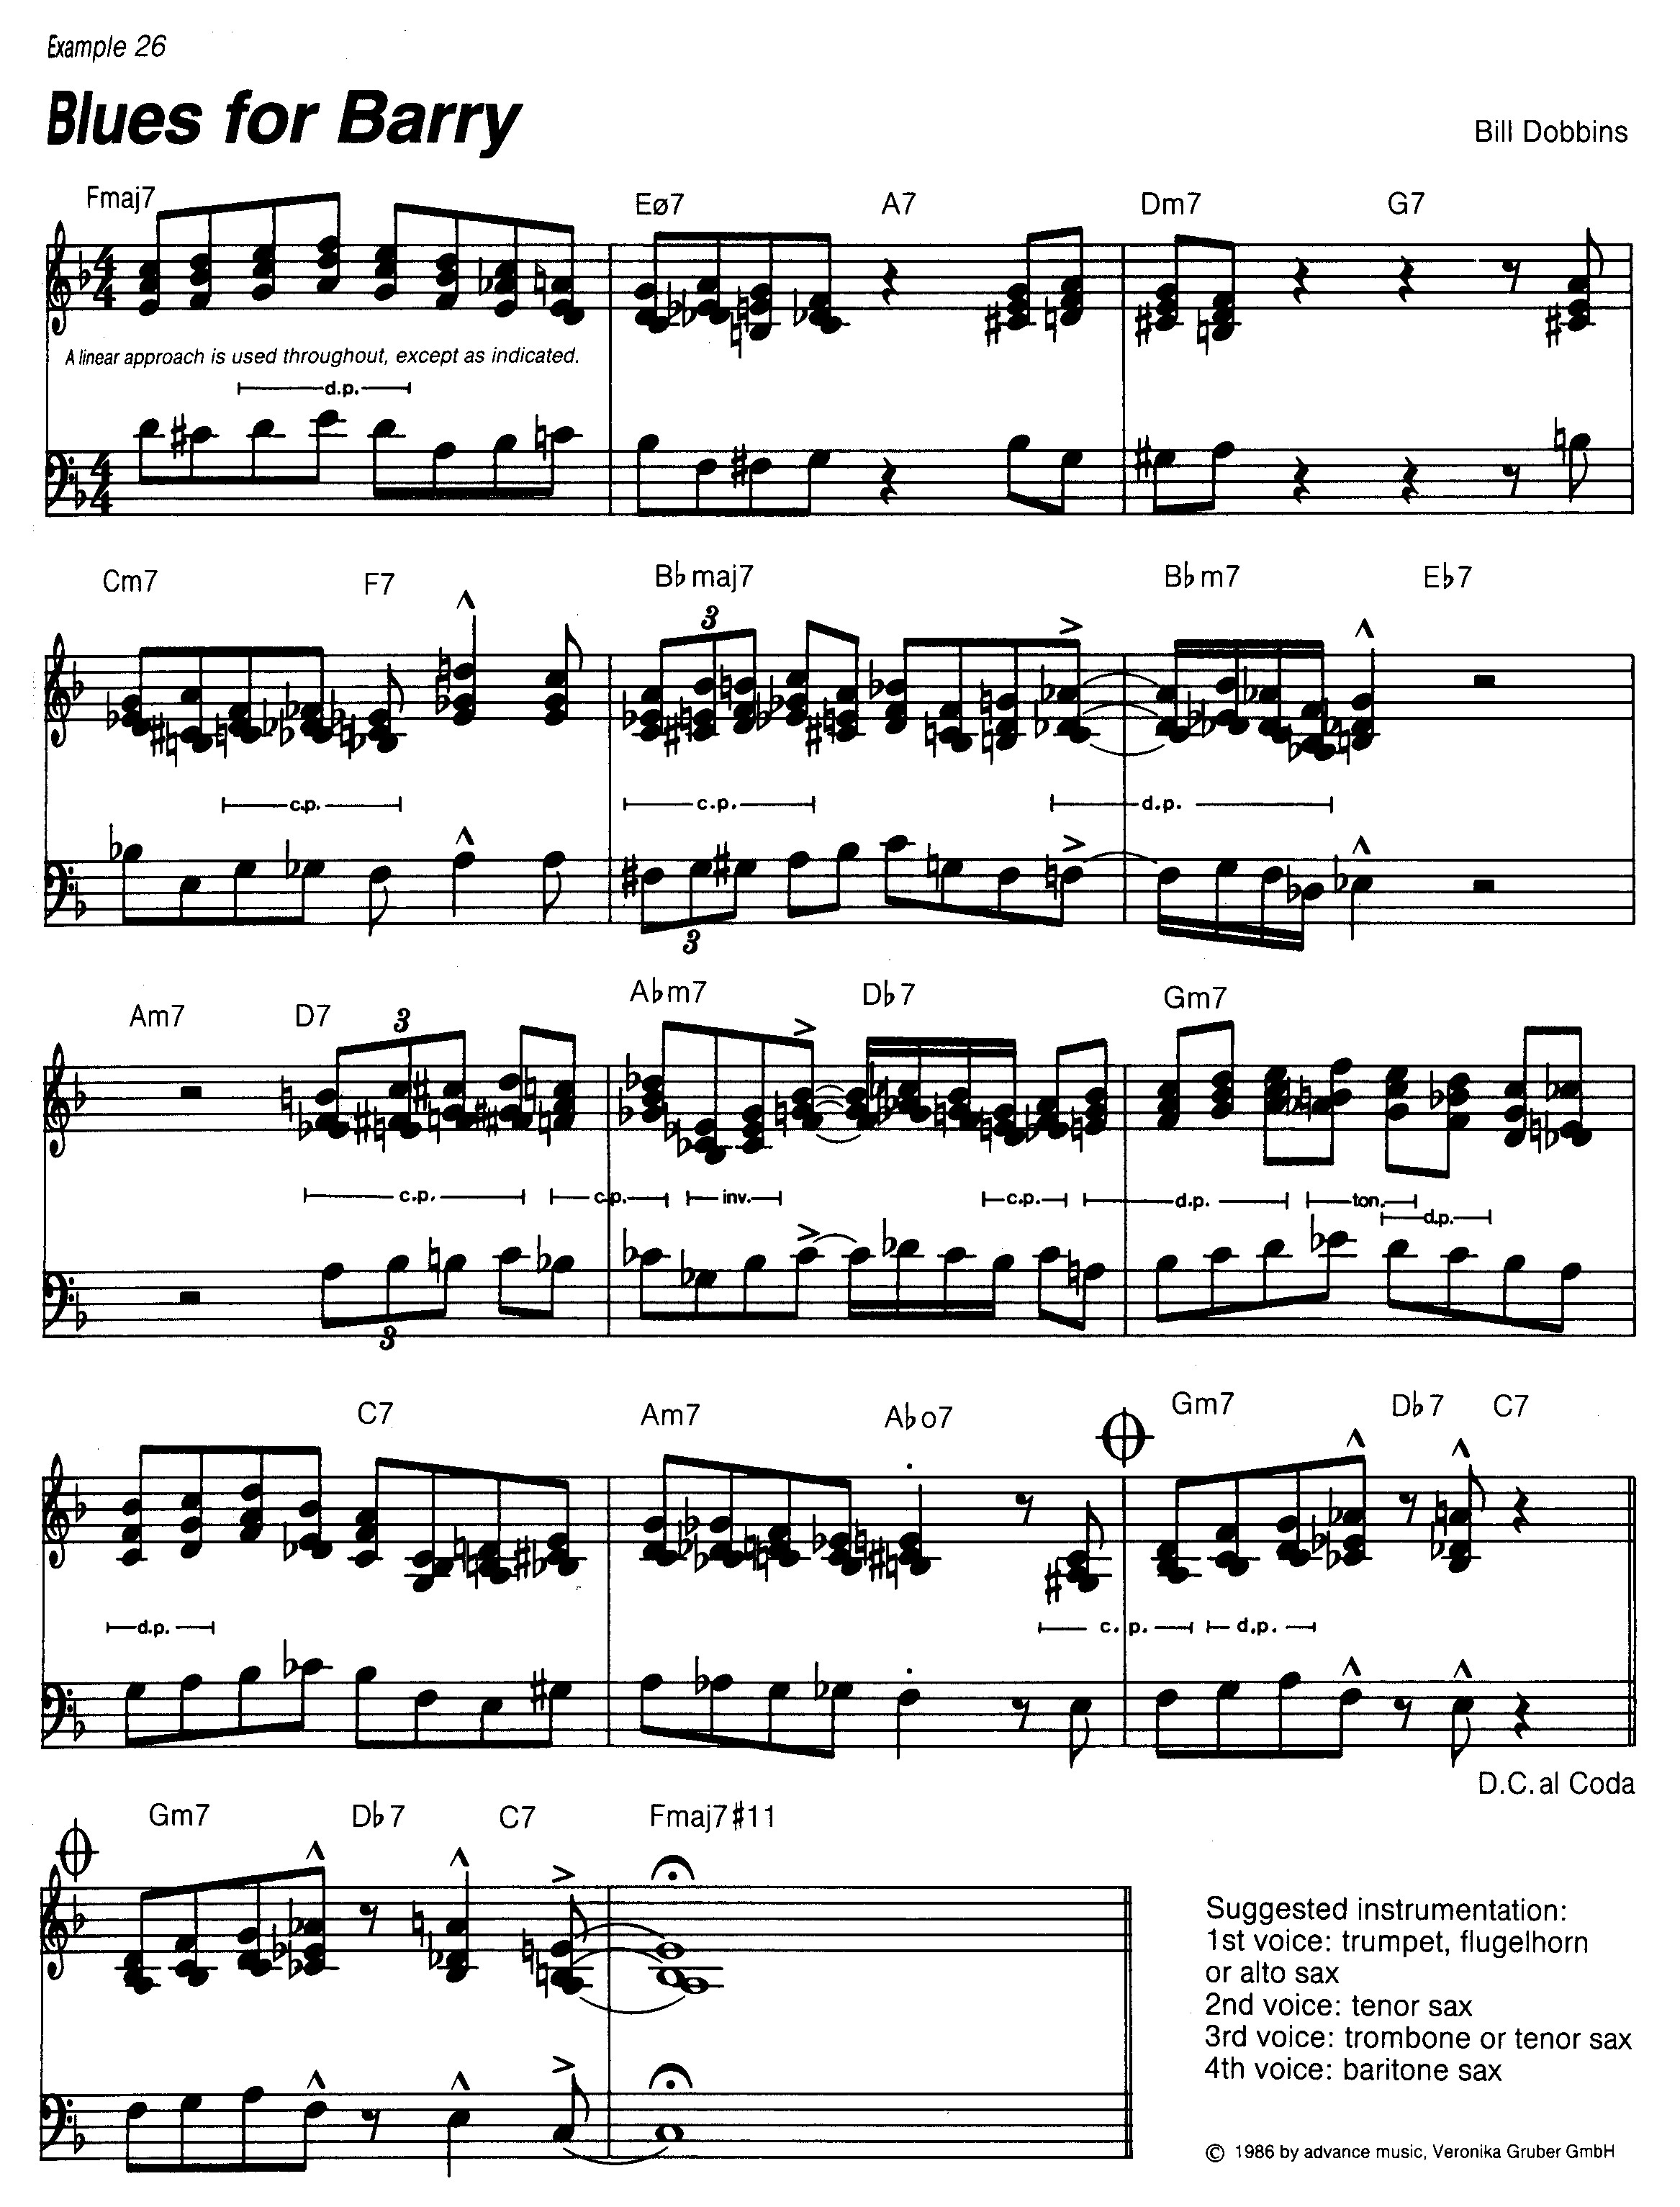 Example 26
Blues for Barry
Bill Dobbins
Fmaj7 Eø7 A7 Dm7 G7
4 4
A linear approach is used throughout, except as indicated.
d.p.
4 4
Cm7 F7 B♭maj7 B♭m7 E♭7
3
c.p. c.p. d.p.
3
Am7 D7 A♭m7 D♭7 Gm7
3
c.p. c.p. inv. c.p. d.p. ton. d.p.
3
C7 Am7 A♭o7 Gm7 D♭7 C7
d.p. c.p. d.p.
D.C. al Coda
Gm7 D♭7 C7 Fmaj7#11
Suggested instrumentation:
1st voice: trumpet, flugelhorn
or alto sax
2nd voice: tenor sax
3rd voice: trombone or tenor sax
4th voice: baritone sax
© 1986 by advance music, Veronika Gruber GmbH